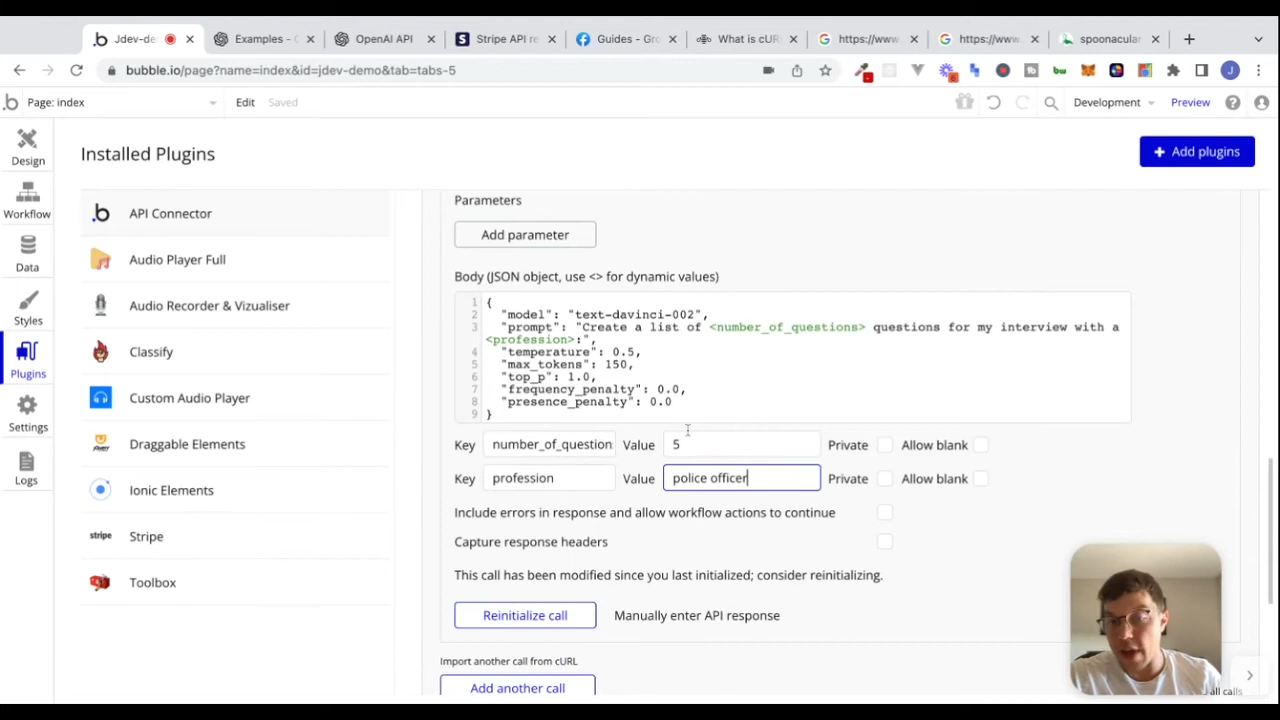 Jdev-de
Examples - O
OpenAI API
Stripe API re
Guides - Gro
What is cUR
https://www.
https://www.
spoonacular
bubble.io/page?name=index&id=jdev-demo&tab=tabs-5
b Page: index
Edit Saved
Development
Preview
Design
Workflow
Data
Styles
Plugins
Settings
Logs
Installed Plugins
+ Add plugins
API Connector
Audio Player Full
Audio Recorder & Vizualiser
Classify
Custom Audio Player
Draggable Elements
Ionic Elements
stripe Stripe
Toolbox
Parameters
Add parameter
Body (JSON object, use <> for dynamic values)
1 {
2 "model": "text-davinci-002",
3 "prompt": "Create a list of <number_of_questions> questions for my interview with a
<profession>:",
4 "temperature": 0.5,
5 "max_tokens": 150,
6 "top_p": 1.0,
7 "frequency_penalty": 0.0,
8 "presence_penalty": 0.0
9 }
Key number_of_question Value 5 Private Allow blank
Key profession Value police officer Private Allow blank
Include errors in response and allow workflow actions to continue
Capture response headers
This call has been modified since you last initialized; consider reinitializing.
Reinitialize call Manually enter API response
Import another call from cURL
Add another call
all calls